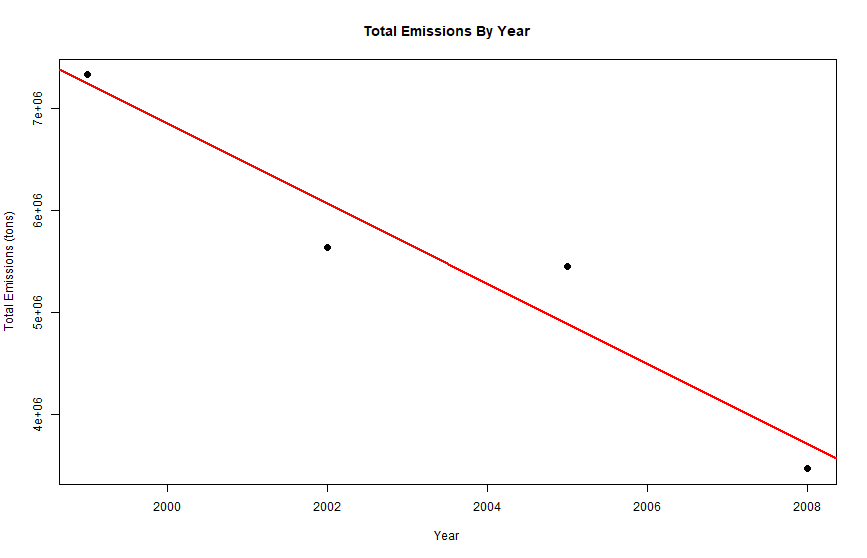 Total Emissions By Year
Total Emissions (tons)
7e+06
6e+06
5e+06
4e+06
2000 2002 2004 2006 2008
Year